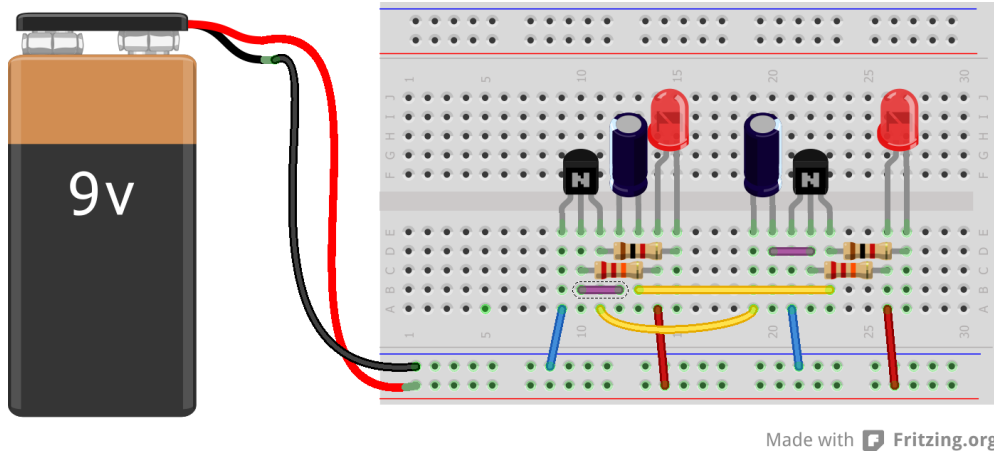 9v
1 5 10 15 20 25 30
J J
I I
H H
G G
F F
N N
E E
D D
C C
B B
A A
1 5 10 15 20 25 30
Made with F Fritzing.org